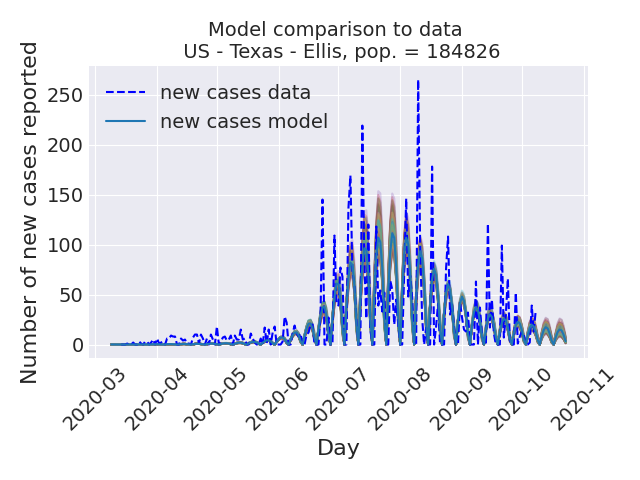 Model comparison to data
US - Texas - Ellis, pop. = 184826
Number of new cases reported
250
200
150
100
50
0
new cases data
new cases model
2020-03
2020-04
2020-05
2020-06
2020-07
2020-08
2020-09
2020-10
2020-11
Day